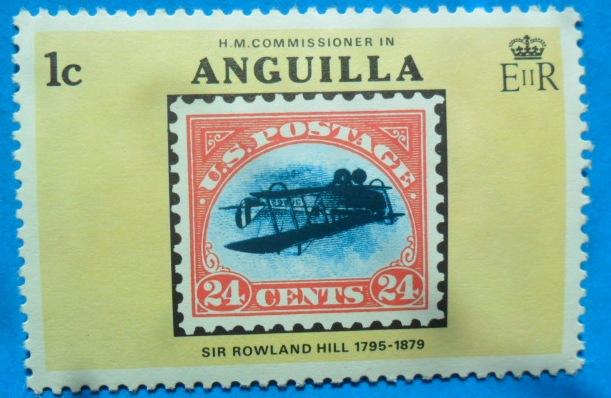 H.M.COMMISSIONER IN
1c ANGUILLA EIIR
U.S. POSTAGE
24 CENTS 24
SIR ROWLAND HILL 1795-1879